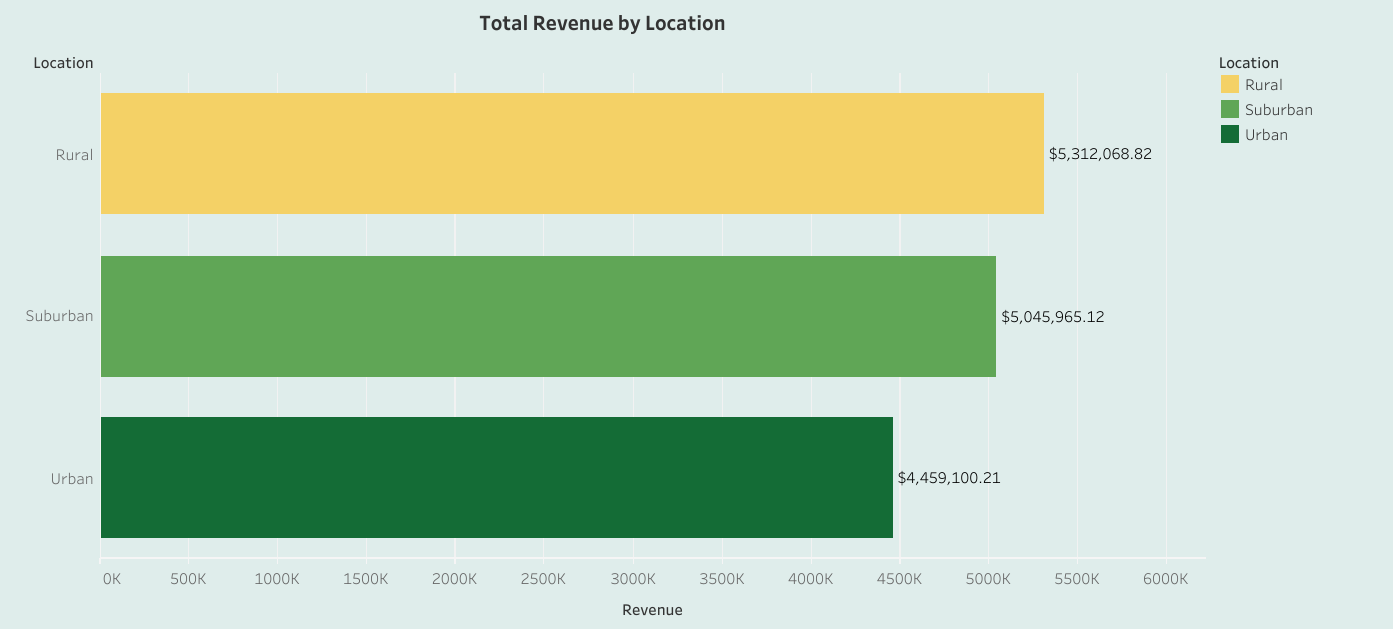 Total Revenue by Location
Location
Rural
$5,312,068.82
Suburban
$5,045,965.12
Urban
$4,459,100.21
0K 500K 1000K 1500K 2000K 2500K 3000K 3500K 4000K 4500K 5000K 5500K 6000K
Revenue
Location
Rural
Suburban
Urban